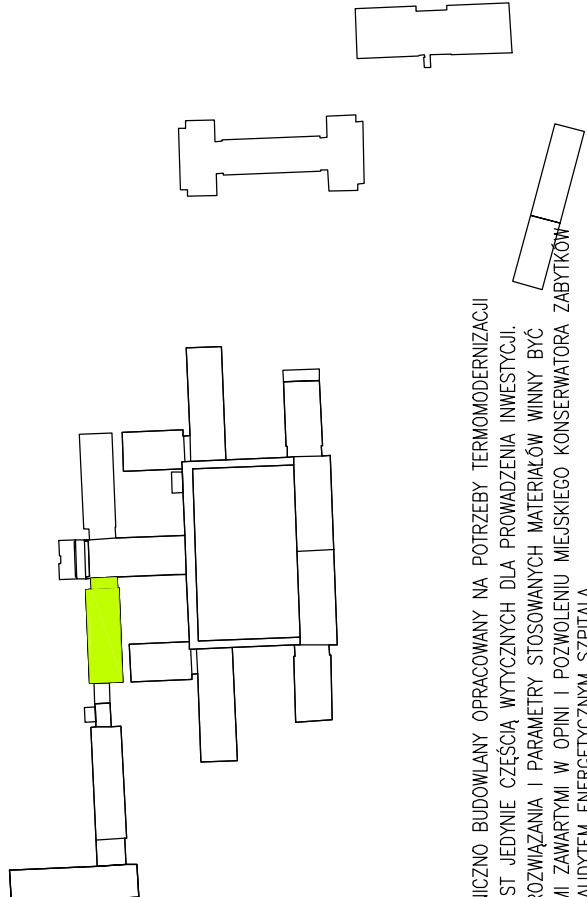 NICZNO BUDOWLANY OPRACOWANY NA POTRZEBY TERMOMODERNIZACJI
ST JEDYNIE CZĘŚCIĄ WYTYCZNYCH DLA PROWADZENIA INWESTYCJI.
ROZWIĄZANIA I PARAMETRY STOSOWANYCH MATERIAŁÓW WINNY BYĆ
MI ZAWARTYMI W OPINI I POZWOLENIU MIEJSKIEGO KONSERWATORA ZABYTKÓW
AUDYTEM ENERGETYCZNYM SZPITALA